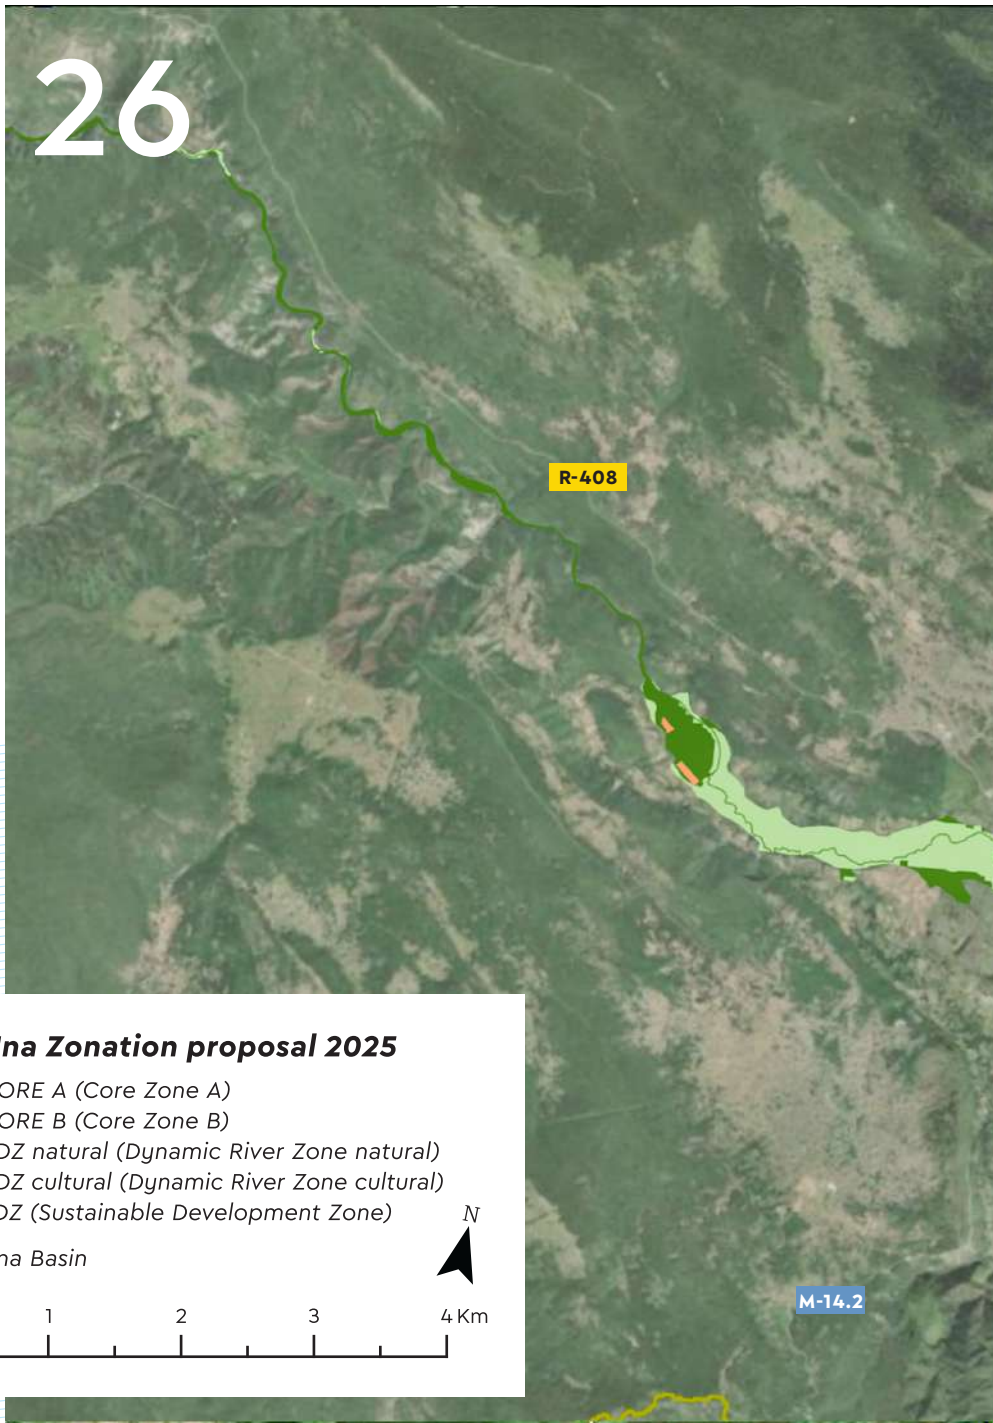 26
R-408
na Zonation proposal 2025
ORE A (Core Zone A)
ORE B (Core Zone B)
DZ natural (Dynamic River Zone natural)
DZ cultural (Dynamic River Zone cultural)
DZ (Sustainable Development Zone)
N
na Basin
1 2 3 4 Km
M-14.2